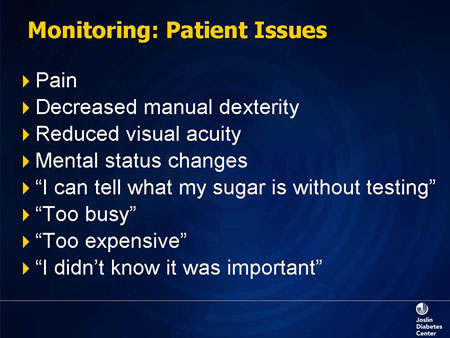 Monitoring: Patient Issues
Pain
Decreased manual dexterity
Reduced visual acuity
Mental status changes
“I can tell what my sugar is without testing”
“Too busy”
“Too expensive”
“I didn’t know it was important”
Joslin
Diabetes
Center